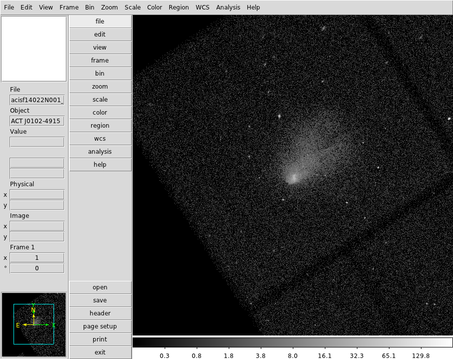 File Edit View Frame Bin Zoom Scale Color Region WCS Analysis Help
file
edit
view
frame
bin
zoom
scale
color
region
wcs
analysis
help
File
acisf14022N001_
Object
ACT J0102-4915
Value
Physical
x
y
Image
x
y
Frame 1
x 1
° 0
N
E
open
save
header
page setup
print
exit
0.3 0.8 1.8 3.8 8.0 16.1 32.3 65.1 129.8